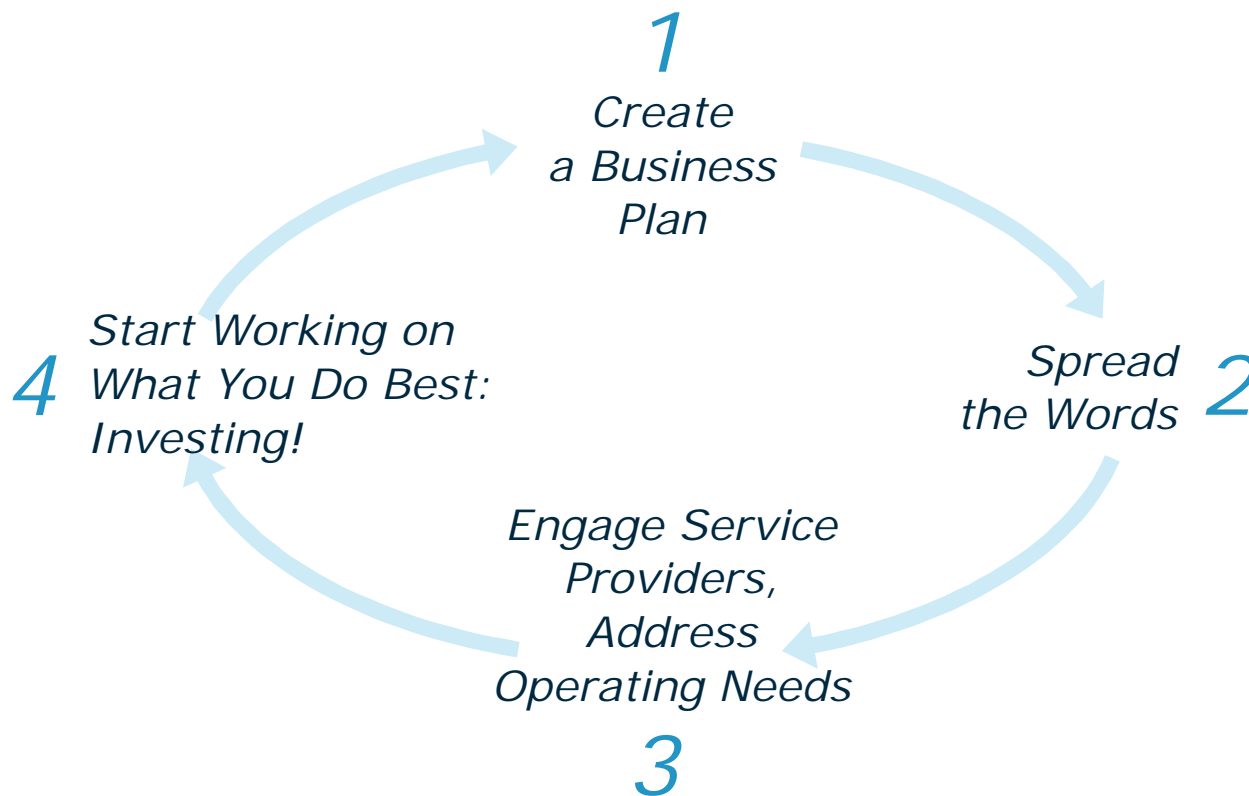 1
Create
a Business
Plan
Spread
the Words
2
Engage Service
Providers,
Address
Operating Needs
3
4
Start Working on
What You Do Best:
Investing!